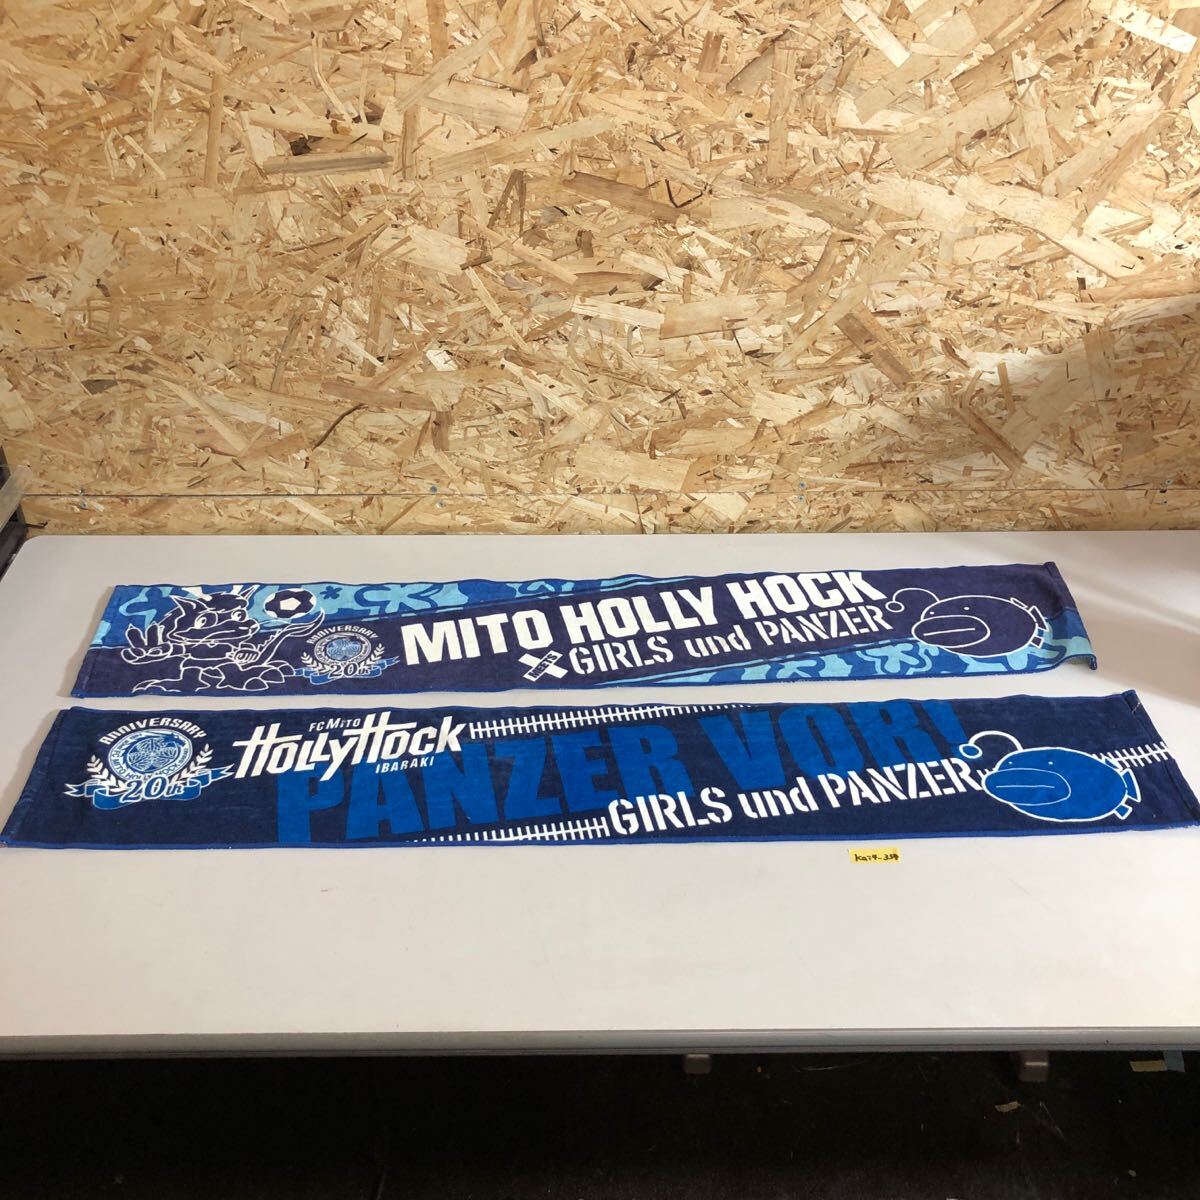 ANNIVERSARY
20th
MITO HOLLY HOCK
GIRLS und PANZER
ANNIVERSARY
20th
FC MITO
HOLLYHOCK
IBARAKI
PANZER VOR!
GIRLS und PANZER